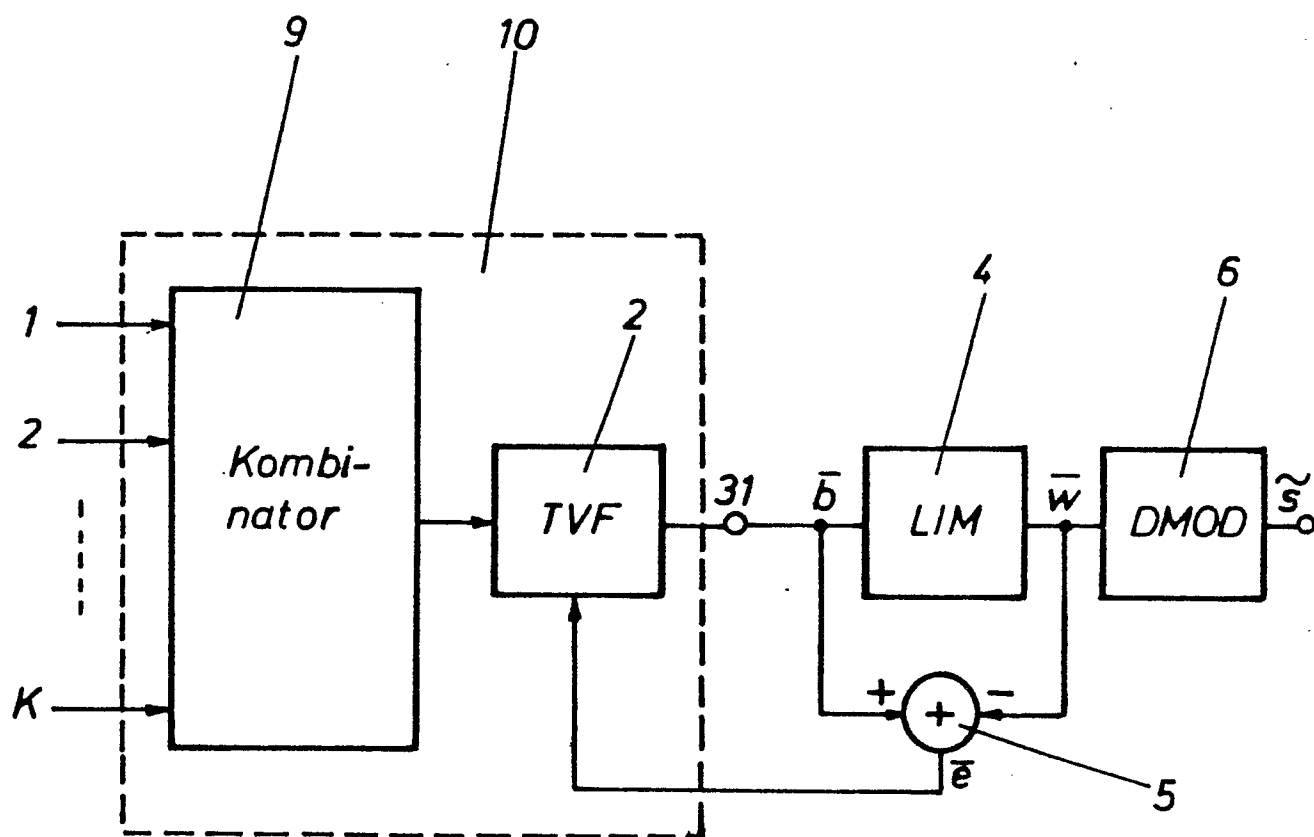 9
10
4
6
1
2
2
Kombi-
nator
TVF
31
b̅
LIM
w̅
DMOD
s̃
K
+
+
−
e̅
5